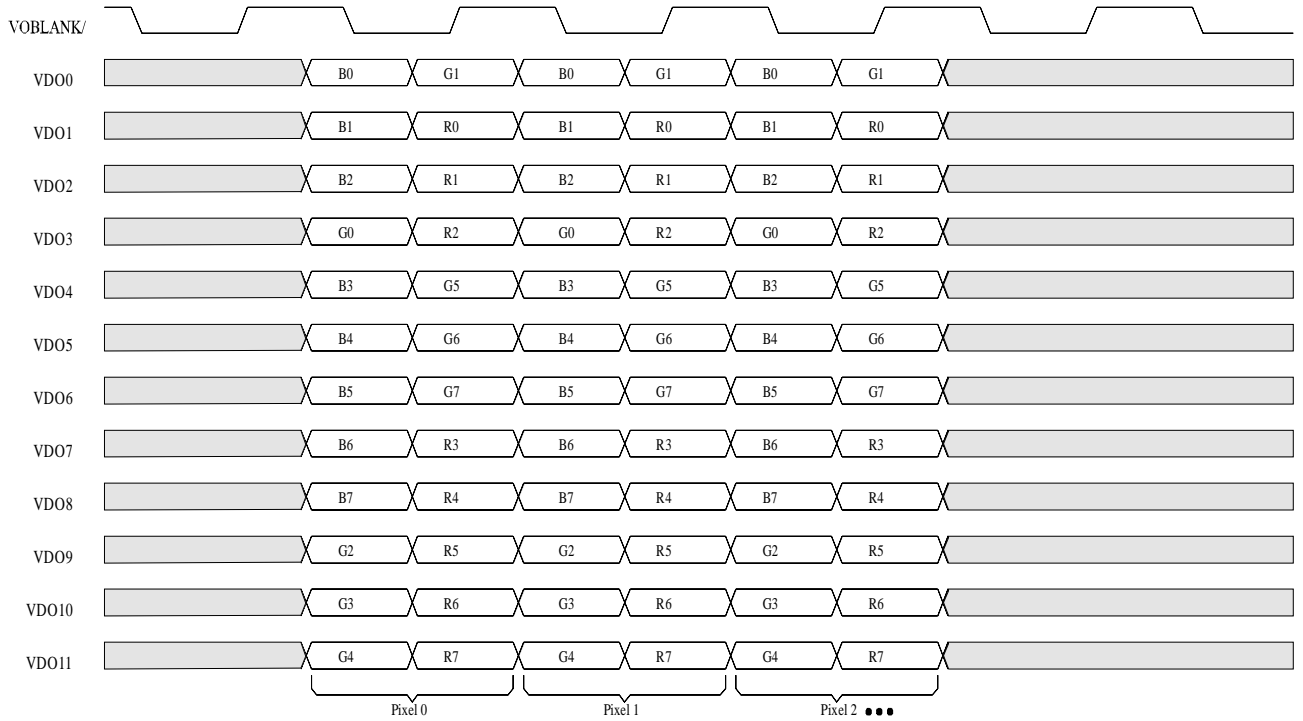 VOBLANK/
VDO0 B0 G1 B0 G1 B0 G1
VDO1 B1 R0 B1 R0 B1 R0
VDO2 B2 R1 B2 R1 B2 R1
VDO3 G0 R2 G0 R2 G0 R2
VDO4 B3 G5 B3 G5 B3 G5
VDO5 B4 G6 B4 G6 B4 G6
VDO6 B5 G7 B5 G7 B5 G7
VDO7 B6 R3 B6 R3 B6 R3
VDO8 B7 R4 B7 R4 B7 R4
VDO9 G2 R5 G2 R5 G2 R5
VDO10 G3 R6 G3 R6 G3 R6
VDO11 G4 R7 G4 R7 G4 R7
Pixel 0 Pixel 1 Pixel 2 •••